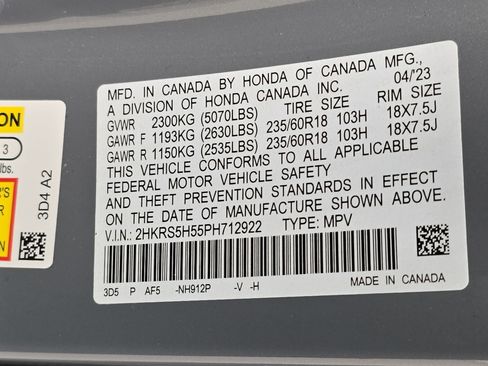 MFD. IN CANADA BY HONDA OF CANADA MFG.,
A DIVISION OF HONDA CANADA INC. 04/'23
GVWR 2300KG (5070LBS) TIRE SIZE RIM SIZE
GAWR F 1193KG (2630LBS) 235/60R18 103H 18X7.5J
GAWR R 1150KG (2535LBS) 235/60R18 103H 18X7.5J
THIS VEHICLE CONFORMS TO ALL APPLICABLE
FEDERAL MOTOR VEHICLE SAFETY
AND THEFT PREVENTION STANDARDS IN EFFECT
ON THE DATE OF MANUFACTURE SHOWN ABOVE.
V.I.N.: 2HKRS5H55PH712922 TYPE: MPV
3D5 P AF5 -NH912P -V -H MADE IN CANADA
ON
3
lbs.
R'S
R
N
3D4 A2